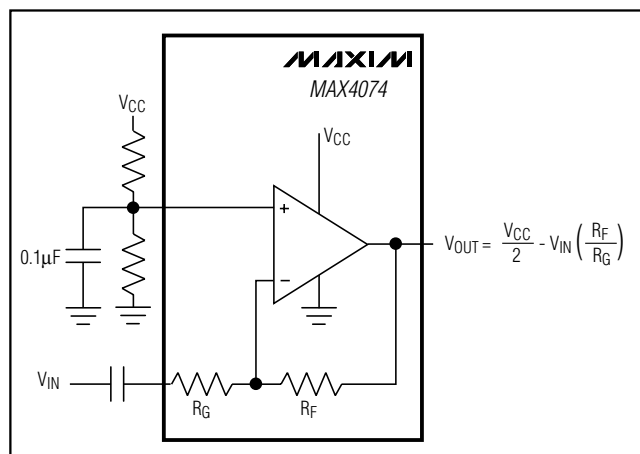 MAXIM
MAX4074
VCC
VCC
+
0.1μF
−
VOUT = VCC/2 - VIN (RF/RG)
VIN
RG
RF